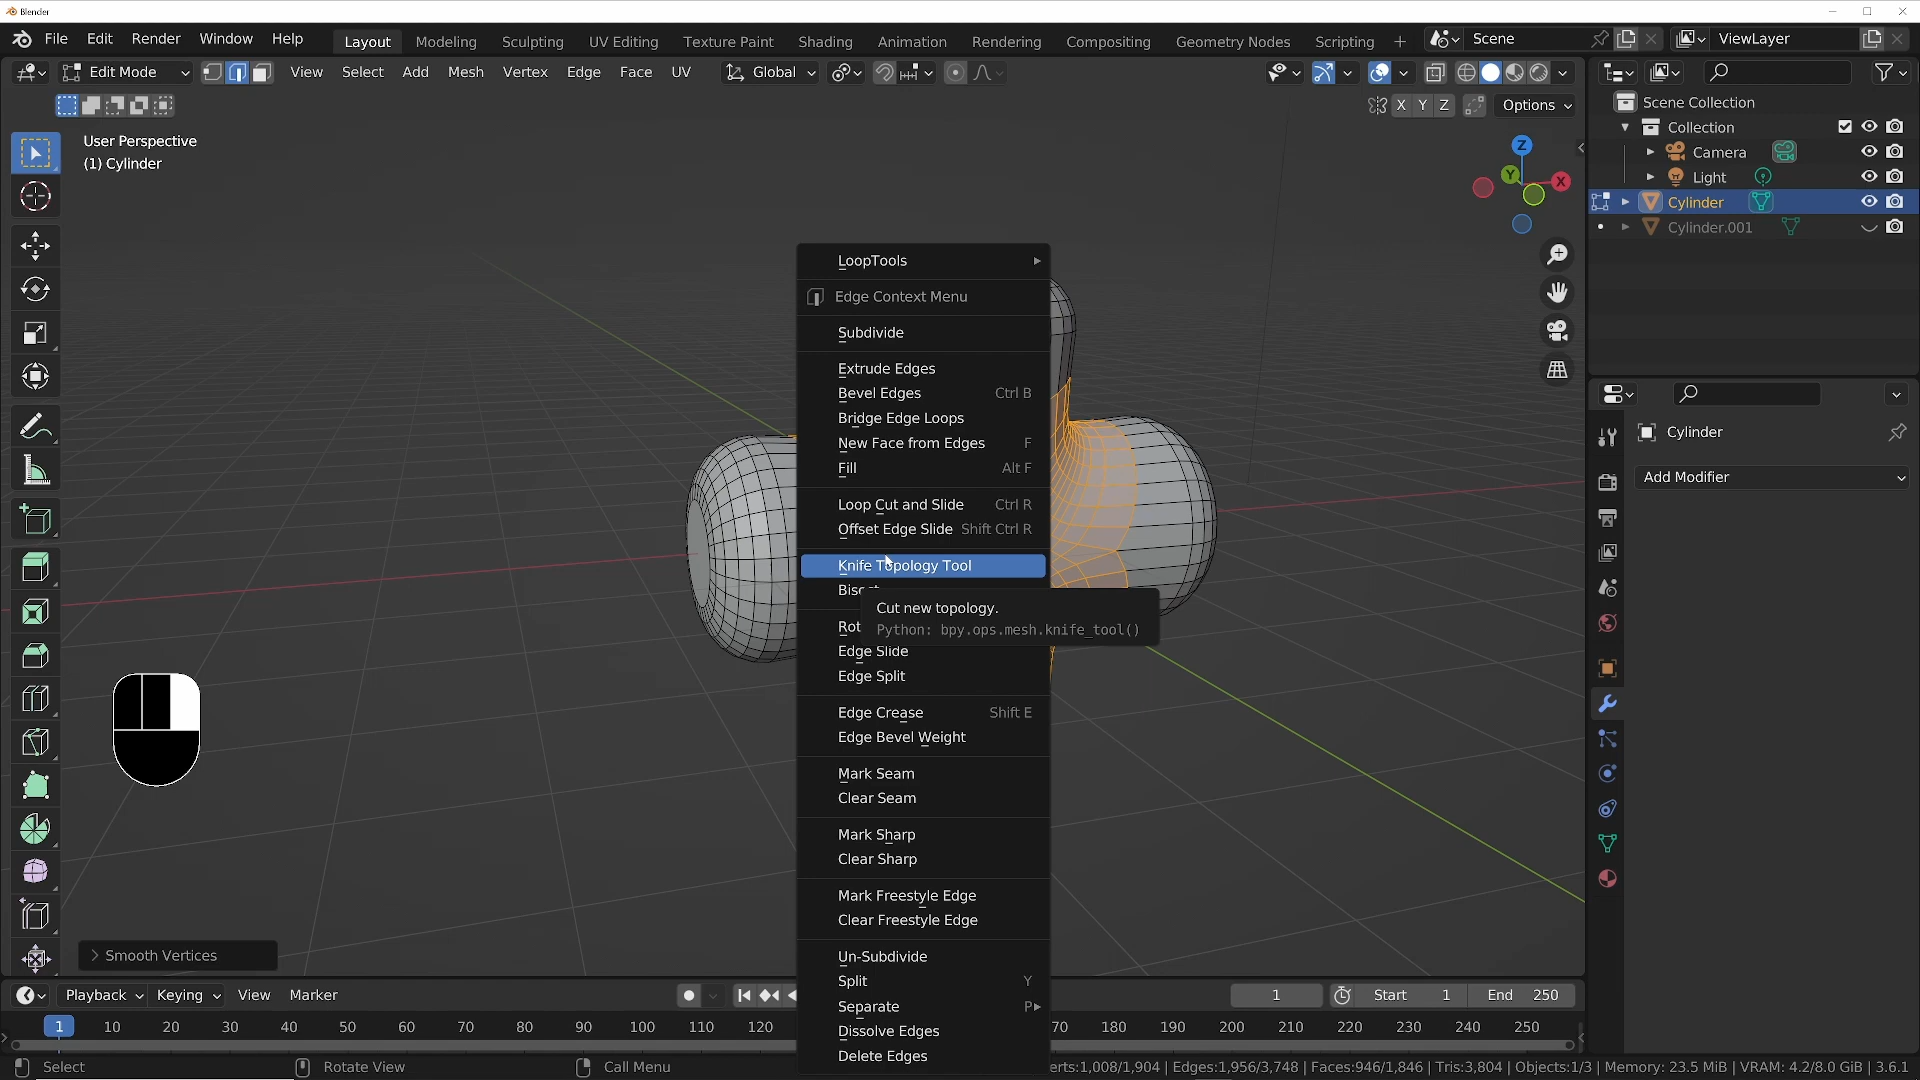 Blender
File Edit Render Window Help Layout Modeling Sculpting UV Editing Texture Paint Shading Animation Rendering Compositing Geometry Nodes Scripting + Scene ViewLayer
Edit Mode View Select Add Mesh Vertex Edge Face UV Global
X Y Z Options
User Perspective
(1) Cylinder
Z
Y
X
Scene Collection
Collection
Camera
Light
Cylinder
Cylinder.001
Cylinder
Add Modifier
LoopTools
Edge Context Menu
Subdivide
Extrude Edges
Bevel Edges Ctrl B
Bridge Edge Loops
New Face from Edges F
Fill Alt F
Loop Cut and Slide Ctrl R
Offset Edge Slide Shift Ctrl R
Knife Topology Tool
Cut new topology.
Python: bpy.ops.mesh.knife_tool()
Edge Slide
Edge Split
Edge Crease Shift E
Edge Bevel Weight
Mark Seam
Clear Seam
Mark Sharp
Clear Sharp
Mark Freestyle Edge
Clear Freestyle Edge
Un-Subdivide
Split Y
Separate P
Dissolve Edges
Delete Edges
Smooth Vertices
Playback Keying View Marker 1 Start 1 End 250
1 10 20 30 40 50 60 70 80 90 100 110 120 70 180 190 200 210 220 230 240 250
Select Rotate View Call Menu erts:1,008/1,904 | Edges:1,956/3,748 | Faces:946/1,846 | Tris:3,804 | Objects:1/3 | Memory: 23.5 MiB | VRAM: 4.2/8.0 GiB | 3.6.1